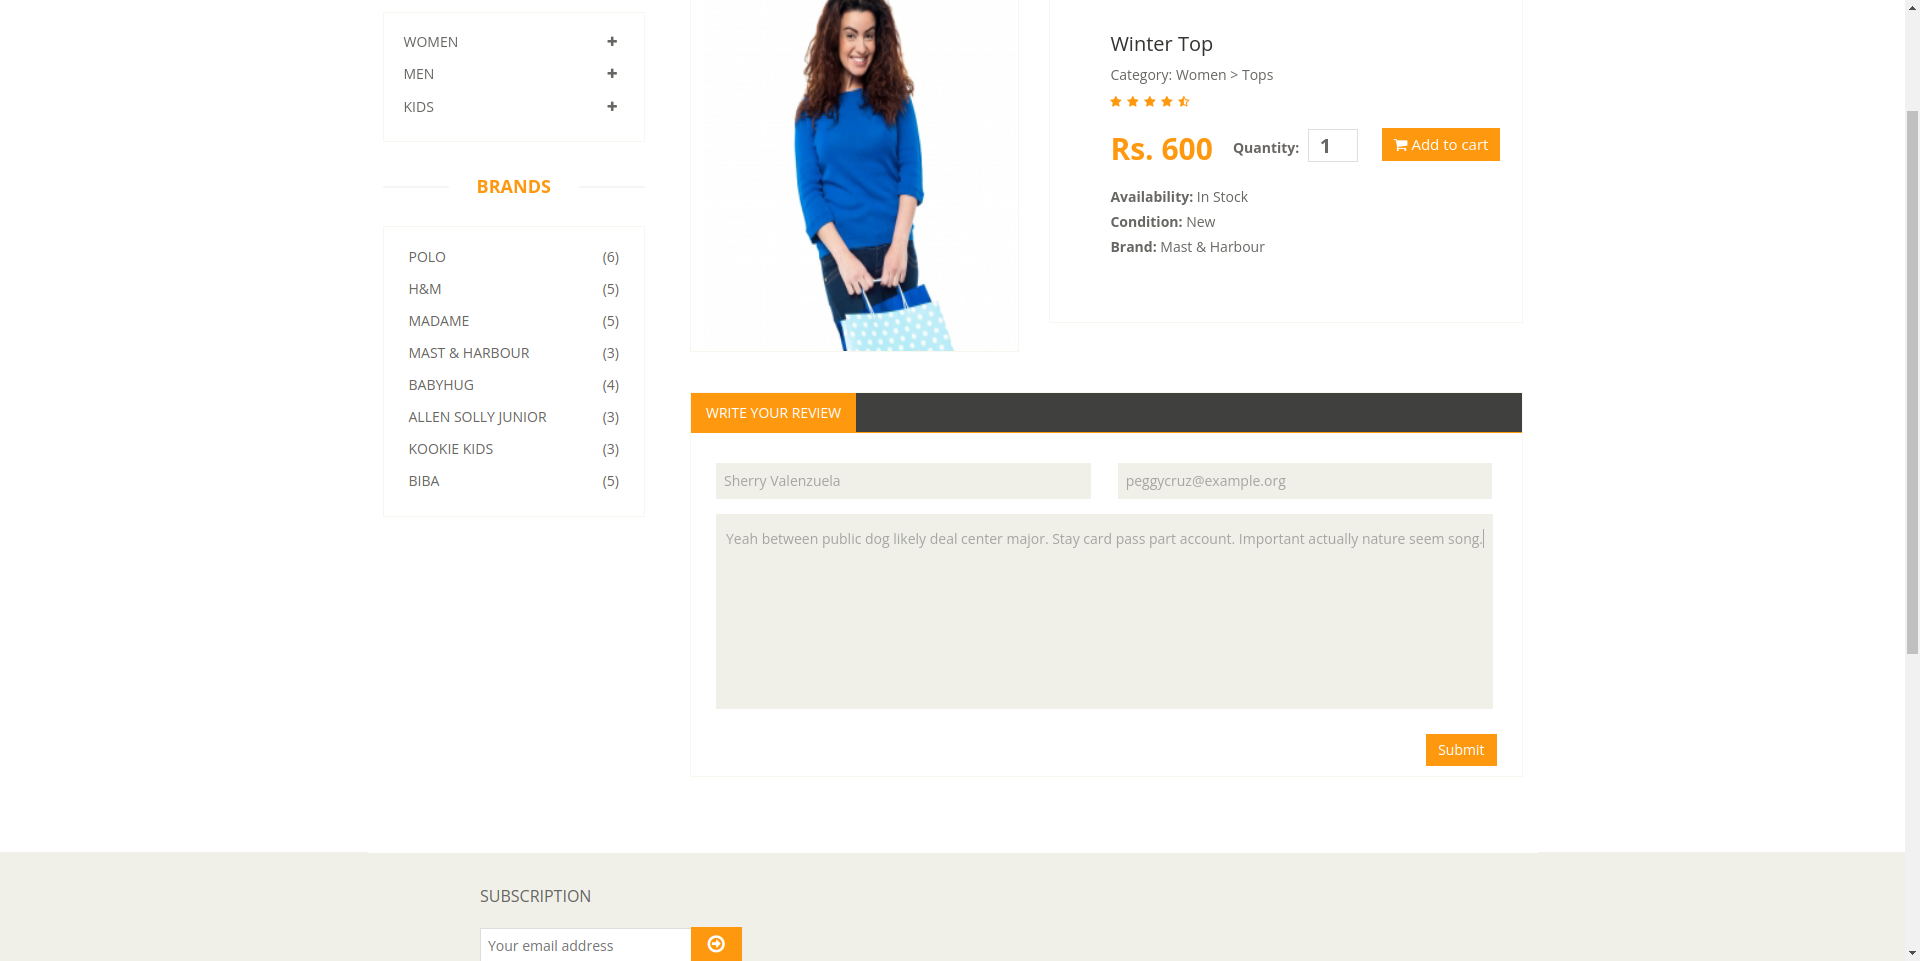 WOMEN
MEN
KIDS
BRANDS
POLO (6)
H&M (5)
MADAME (5)
MAST & HARBOUR (3)
BABYHUG (4)
ALLEN SOLLY JUNIOR (3)
KOOKIE KIDS (3)
BIBA (5)
Winter Top
Category: Women > Tops
Rs. 600 Quantity: 1 Add to cart
Availability: In Stock
Condition: New
Brand: Mast & Harbour
WRITE YOUR REVIEW
Sherry Valenzuela peggycruz@example.org
Yeah between public dog likely deal center major. Stay card pass part account. Important actually nature seem song.
Submit
SUBSCRIPTION
Your email address